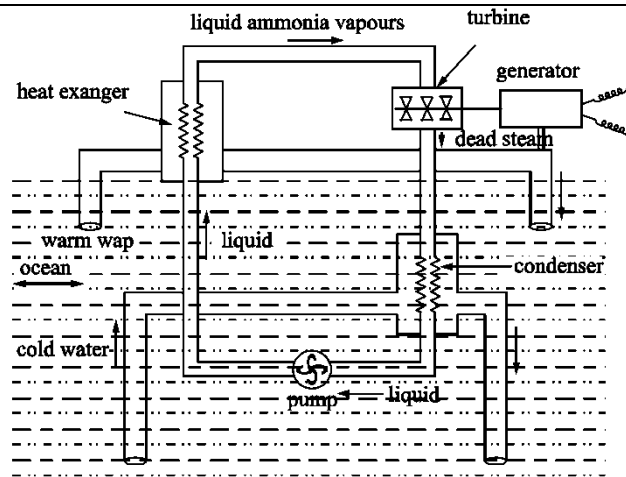 liquid ammonia vapours
turbine
generator
heat exanger
dead steam
warm wap
liquid
ocean
condenser
cold water
pump
liquid